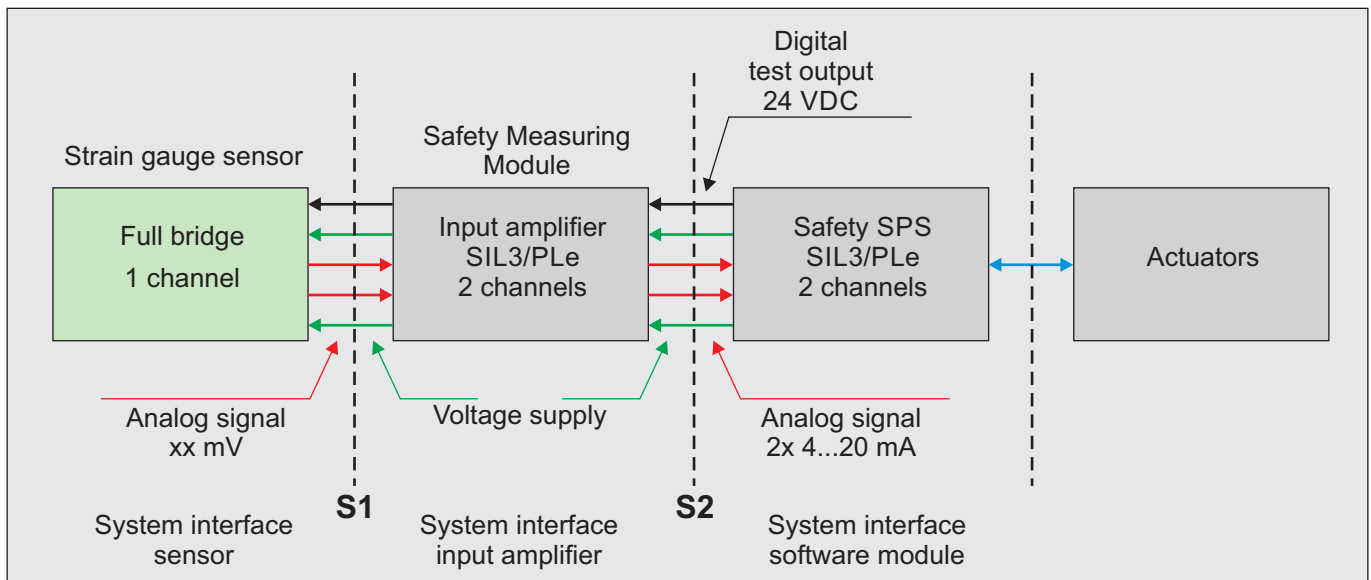 Digital
test output
24 VDC
Strain gauge sensor
Safety Measuring
Module
Full bridge
1 channel
Input amplifier
SIL3/PLe
2 channels
Safety SPS
SIL3/PLe
2 channels
Actuators
Analog signal
xx mV
Voltage supply
Analog signal
2x 4...20 mA
S1
S2
System interface
sensor
System interface
input amplifier
System interface
software module